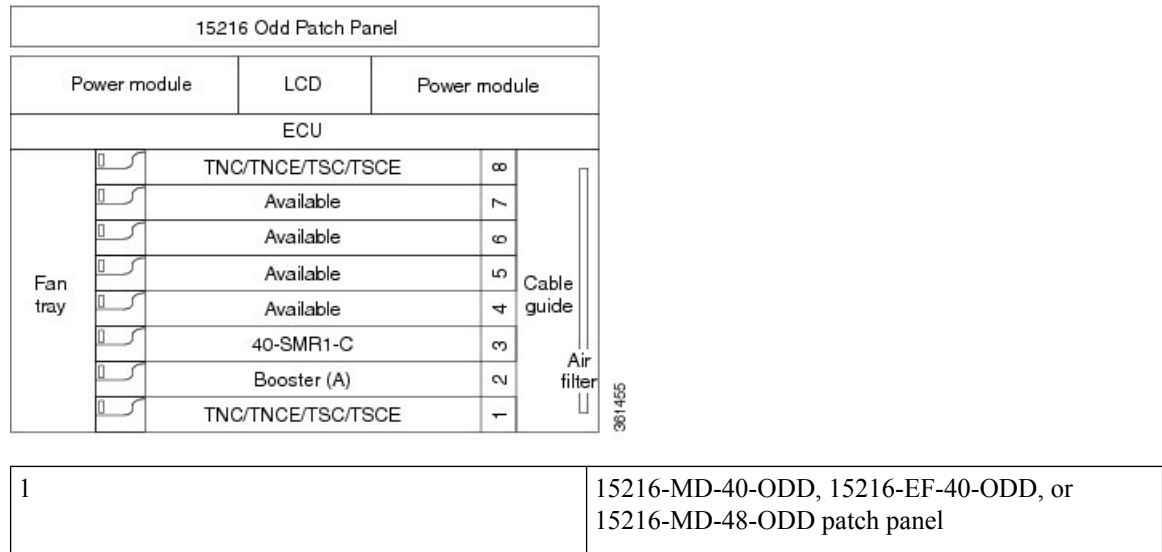 15216 Odd Patch Panel
Power module LCD Power module
ECU
TNC/TNCE/TSC/TSCE 8
Available 7
Available 6
Available 5
Available 4
40-SMR1-C 3
Booster (A) 2
TNC/TNCE/TSC/TSCE 1
Fan
tray
Cable
guide
Air
filter
361455
1 15216-MD-40-ODD, 15216-EF-40-ODD, or
15216-MD-48-ODD patch panel